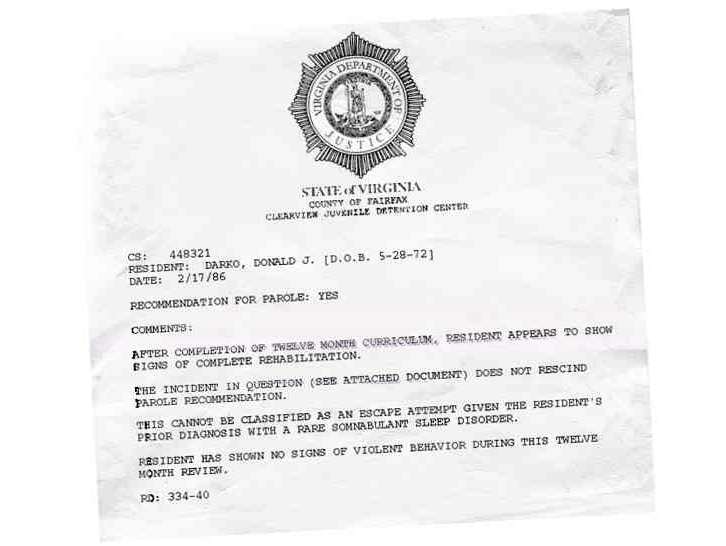 VIRGINIA DEPARTMENT OF
JUSTICE
STATE of VIRGINIA
COUNTY OF FAIRFAX
CLEARVIEW JUVENILE DETENTION CENTER
CS: 448321
RESIDENT: DARKO, DONALD J. [D.O.B. 5-28-72]
DATE: 2/17/86
RECOMMENDATION FOR PAROLE: YES
COMMENTS:
AFTER COMPLETION OF TWELVE MONTH CURRICULUM, RESIDENT APPEARS TO SHOW
SIGNS OF COMPLETE REHABILITATION.
THE INCIDENT IN QUESTION (SEE ATTACHED DOCUMENT) DOES NOT RESCIND
PAROLE RECOMMENDATION.
THIS CANNOT BE CLASSIFIED AS AN ESCAPE ATTEMPT GIVEN THE RESIDENT'S
PRIOR DIAGNOSIS WITH A RARE SOMNABULANT SLEEP DISORDER.
RESIDENT HAS SHOWN NO SIGNS OF VIOLENT BEHAVIOR DURING THIS TWELVE
MONTH REVIEW.
RD: 334-40